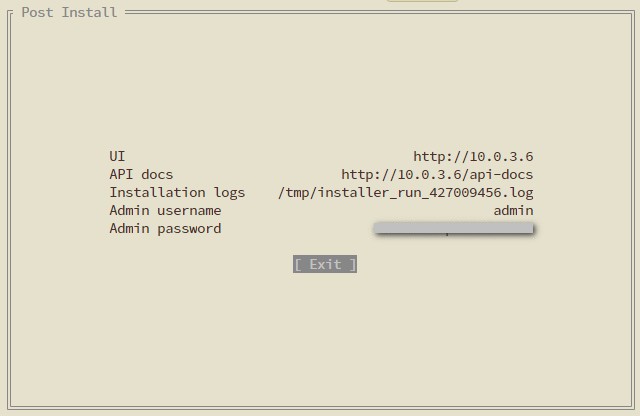 Post Install
UI http://10.0.3.6
API docs http://10.0.3.6/api-docs
Installation logs /tmp/installer_run_427009456.log
Admin username admin
Admin password
[ Exit ]